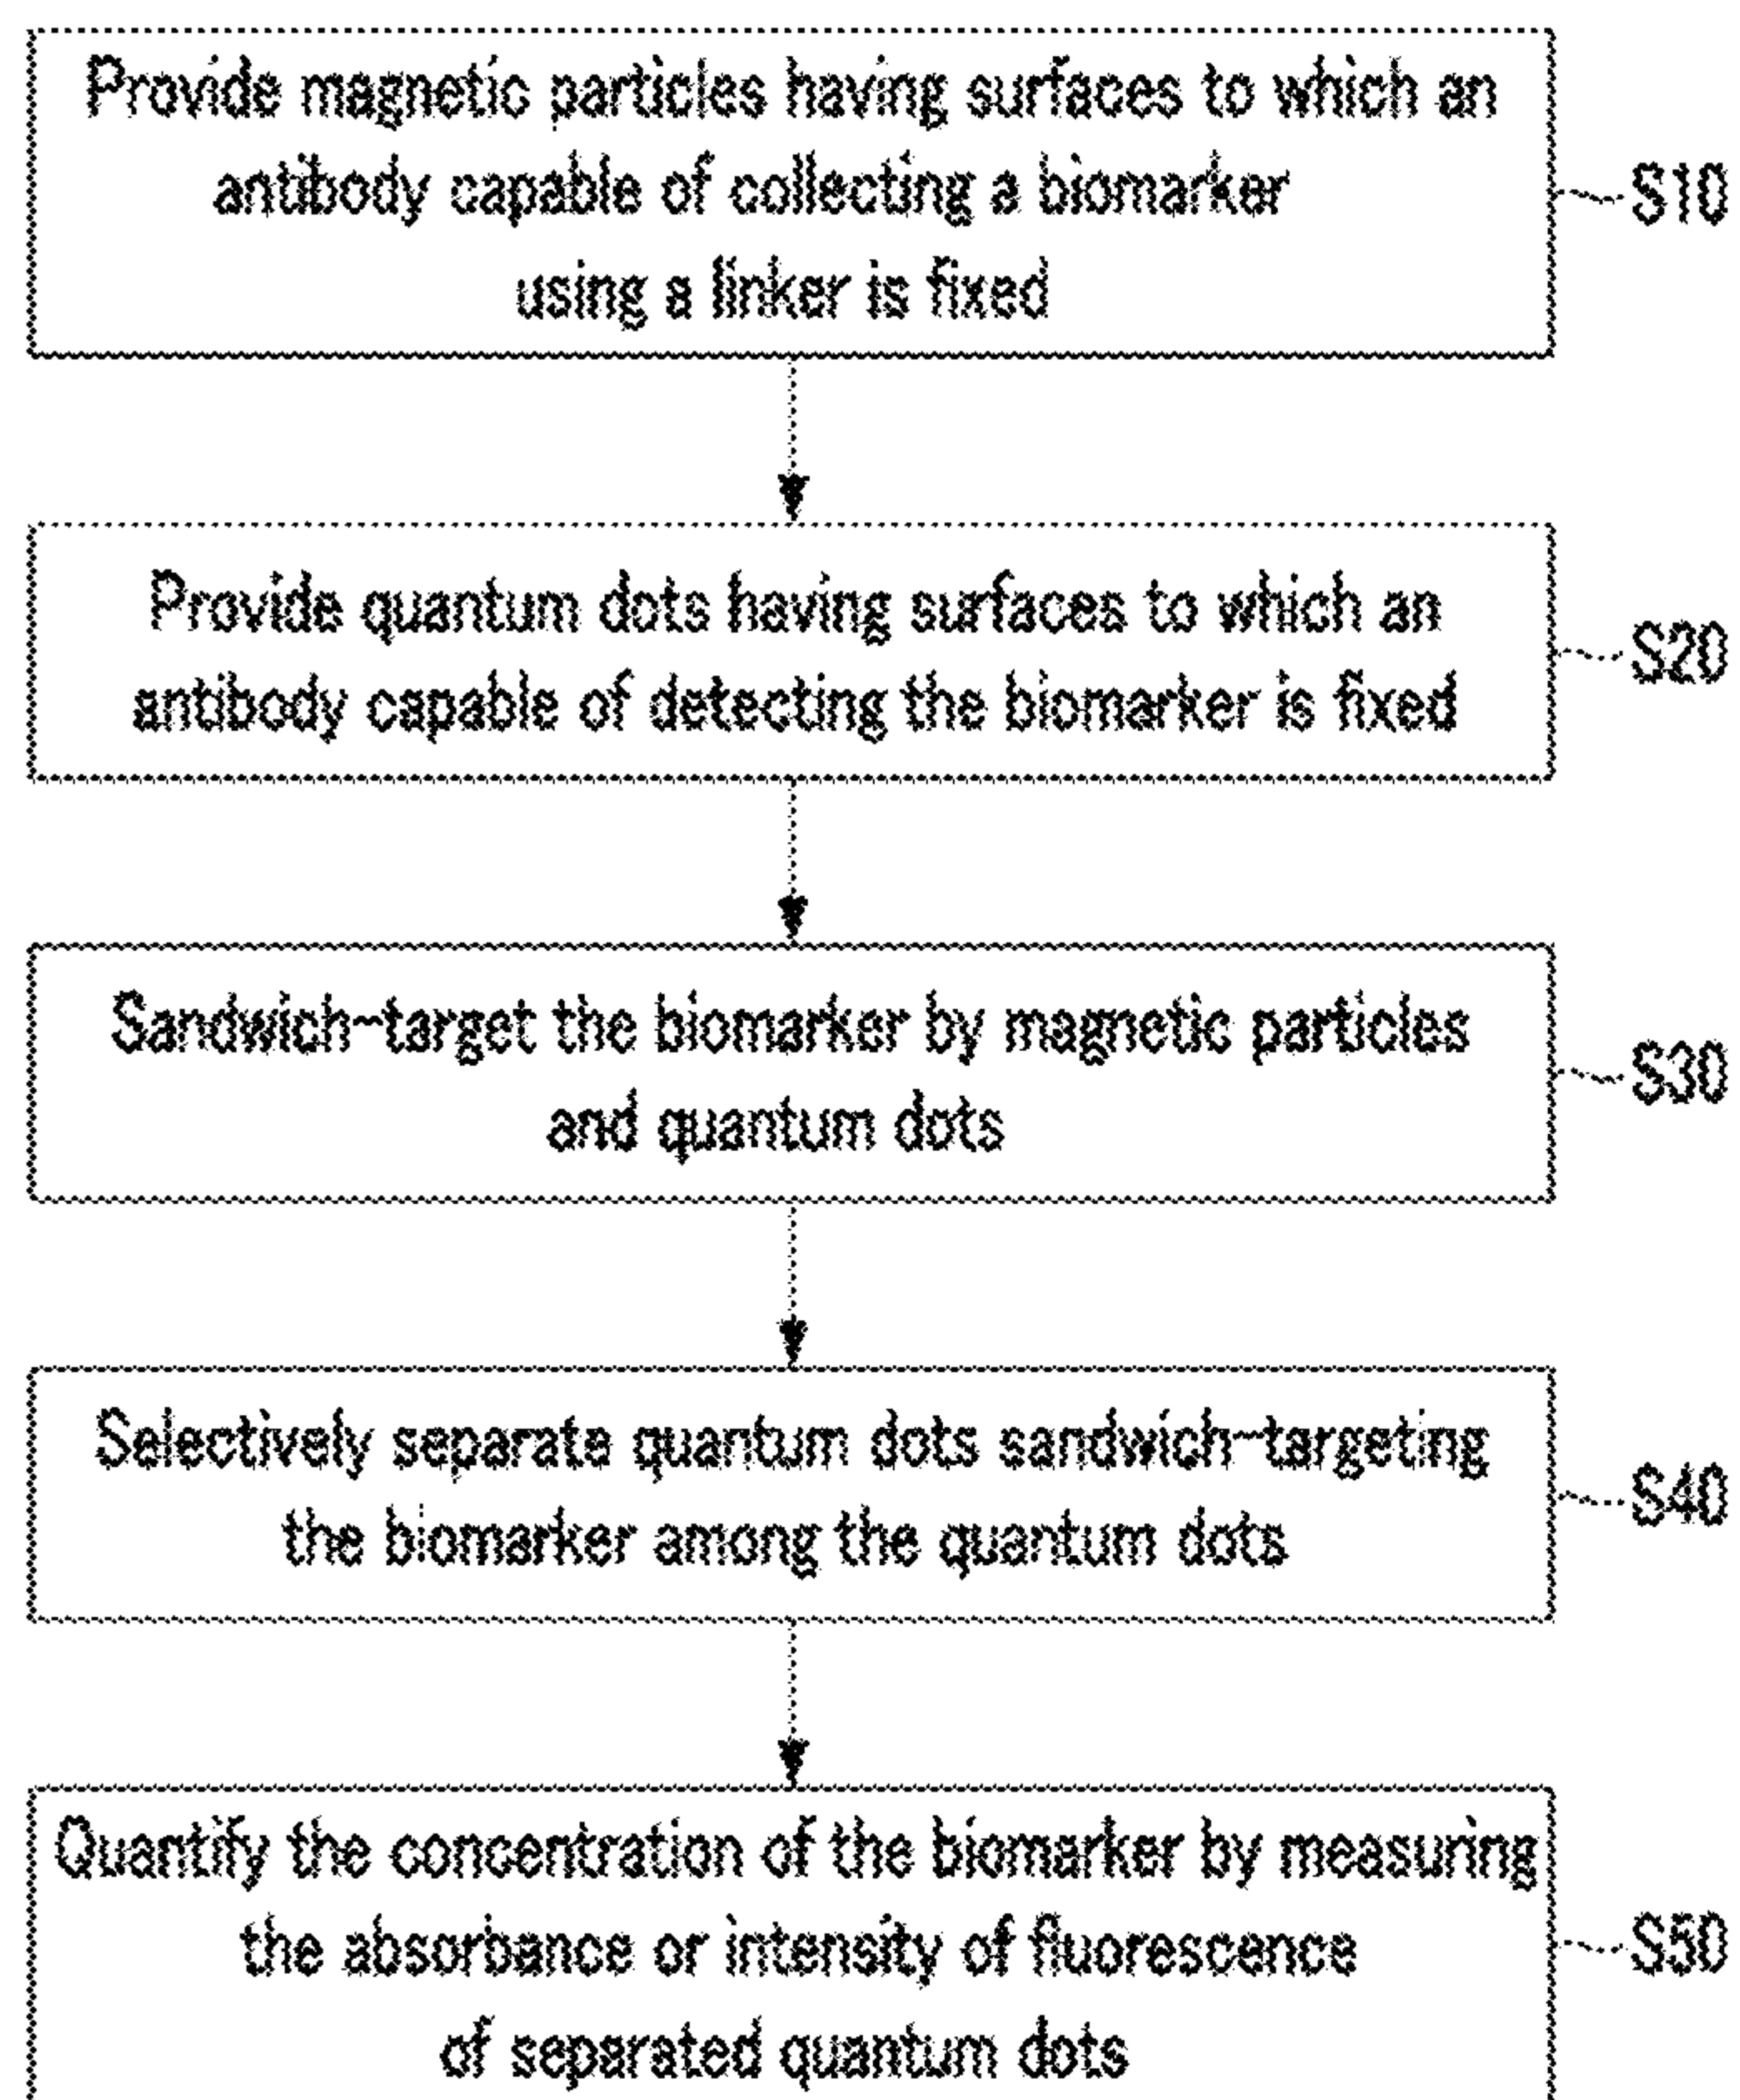 Provide magnetic particles having surfaces to which an
antibody capable of collecting a biomarker
using a linker is fixed
S10
Provide quantum dots having surfaces to which an
antibody capable of detecting the biomarker is fixed
S20
Sandwich-target the biomarker by magnetic particles
and quantum dots
S30
Selectively separate quantum dots sandwich-targeting
the biomarker among the quantum dots
S40
Quantify the concentration of the biomarker by measuring
the absorbance or intensity of fluorescence
of separated quantum dots
S50